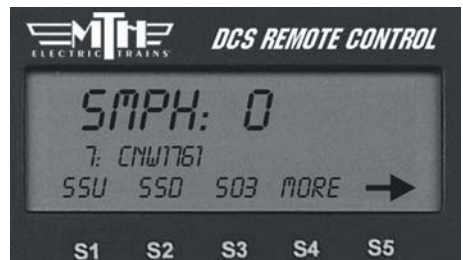 MTH DCS REMOTE CONTROL
ELECTRIC TRAINS
SMPH: 0
7: CNW1761
SSU SSD SO3 MORE
S1 S2 S3 S4 S5